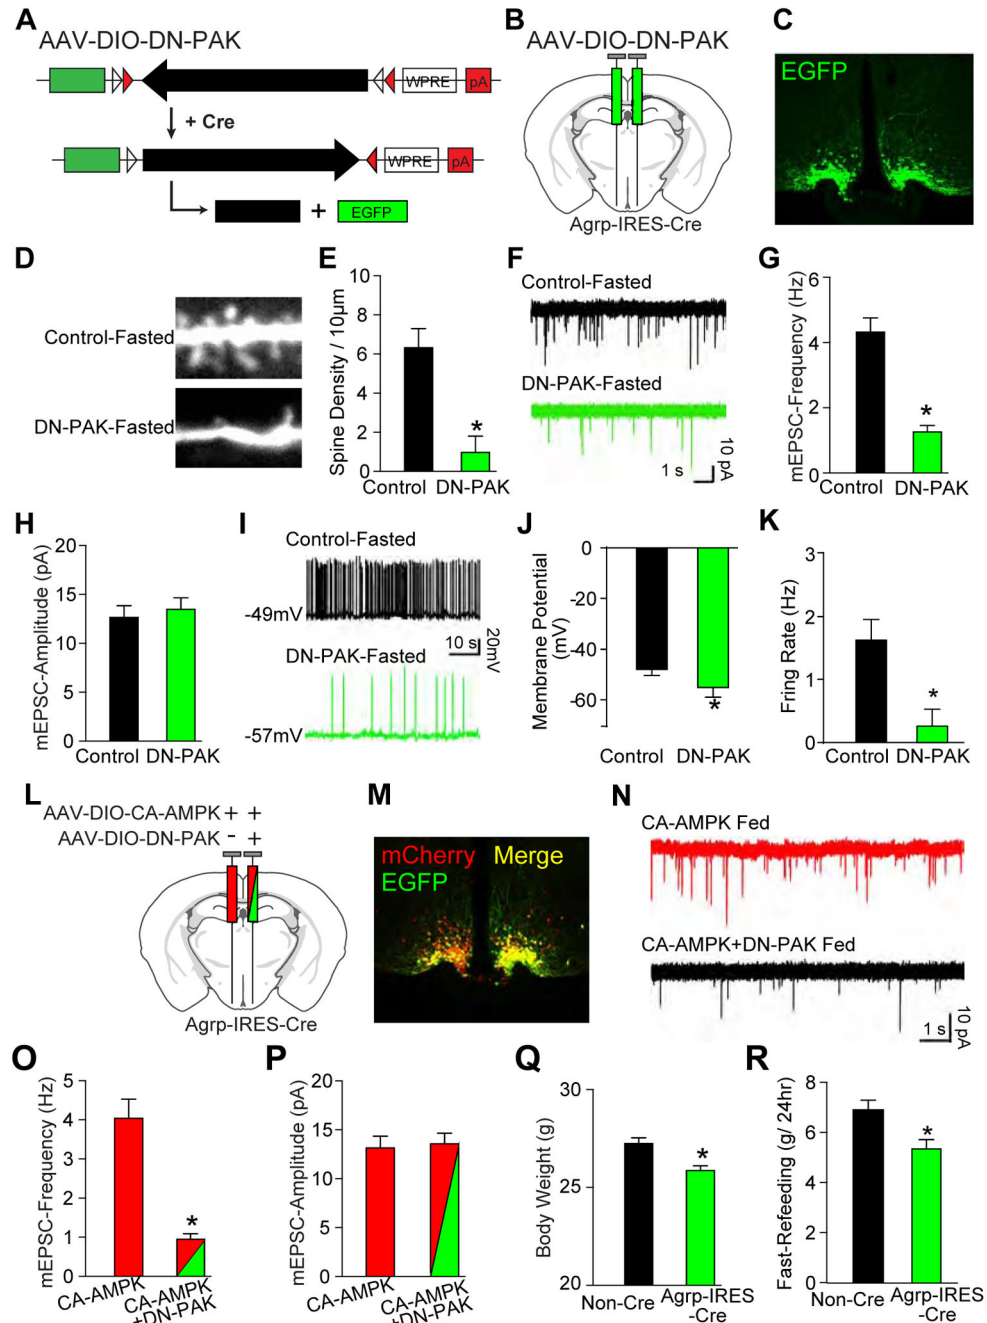 A
AAV-DIO-DN-PAK
WPRE
pA
+ Cre
WPRE
pA
+
EGFP
B
AAV-DIO-DN-PAK
Agrp-IRES-Cre
C
EGFP
D
Control-Fasted
DN-PAK-Fasted
E
Spine Density / 10μm
10
8
6
4
2
0
*
Control DN-PAK
F
Control-Fasted
DN-PAK-Fasted
1 s
10 pA
G
mEPSC-Frequency (Hz)
6
4
2
0
*
Control DN-PAK
H
mEPSC-Amplitude (pA)
20
15
10
5
0
Control DN-PAK
I
Control-Fasted
-49mV
10 s
20mV
DN-PAK-Fasted
-57mV
J
Membrane Potential
(mV)
0
-20
-40
-60
*
Control DN-PAK
K
Fring Rate (Hz)
3
2
1
0
*
Control DN-PAK
L
AAV-DIO-CA-AMPK + +
AAV-DIO-DN-PAK - +
Agrp-IRES-Cre
M
mCherry Merge
EGFP
N
CA-AMPK Fed
CA-AMPK+DN-PAK Fed
1 s
10 pA
O
mEPSC-Frequency (Hz)
5
4
3
2
1
0
*
CA-AMPK
CA-AMPK
+DN-PAK
P
mEPSC-Amplitude (pA)
20
15
10
5
0
CA-AMPK
CA-AMPK
+DN-PAK
Q
Body Weight (g)
30
25
20
*
Non-Cre Agrp-IRES
-Cre
R
Fast-Refeeding (g/ 24hr)
8
6
4
2
0
*
Non-Cre Agrp-IRES
-Cre